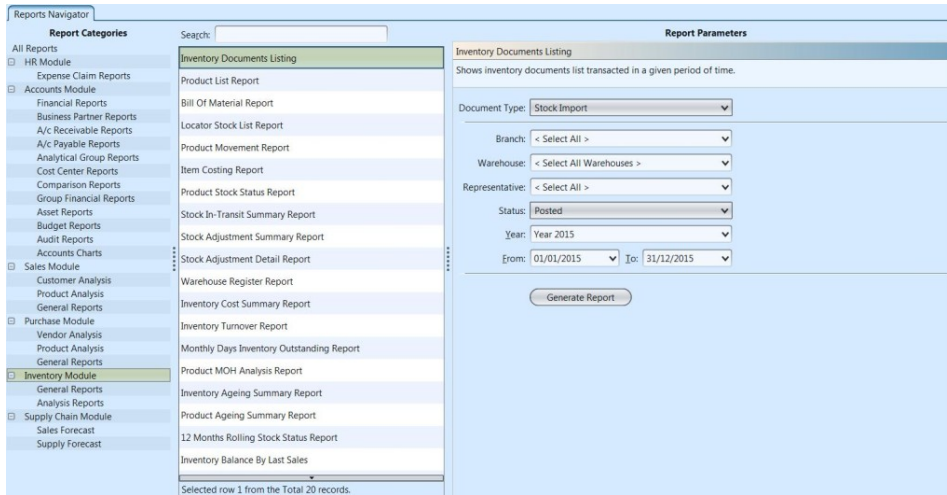 Reports Navigator
Report Categories
All Reports
HR Module
Expense Claim Reports
Accounts Module
Financial Reports
Business Partner Reports
A/c Receivable Reports
A/c Payable Reports
Analytical Group Reports
Cost Center Reports
Comparison Reports
Group Financial Reports
Asset Reports
Budget Reports
Audit Reports
Accounts Charts
Sales Module
Customer Analysis
Product Analysis
General Reports
Purchase Module
Vendor Analysis
Product Analysis
General Reports
Inventory Module
General Reports
Analysis Reports
Supply Chain Module
Sales Forecast
Supply Forecast
Search:
Inventory Documents Listing
Product List Report
Bill Of Material Report
Locator Stock List Report
Product Movement Report
Item Costing Report
Product Stock Status Report
Stock In-Transit Summary Report
Stock Adjustment Summary Report
Stock Adjustment Detail Report
Warehouse Register Report
Inventory Cost Summary Report
Inventory Turnover Report
Monthly Days Inventory Outstanding Report
Product MOH Analysis Report
Inventory Ageing Summary Report
Product Ageing Summary Report
12 Months Rolling Stock Status Report
Inventory Balance By Last Sales
Selected row 1 from the Total 20 records.
Report Parameters
Inventory Documents Listing
Shows inventory documents list transacted in a given period of time.
Document Type: Stock Import
Branch: < Select All >
Warehouse: < Select All Warehouses >
Representative: < Select All >
Status: Posted
Year: Year 2015
From: 01/01/2015 To: 31/12/2015
Generate Report